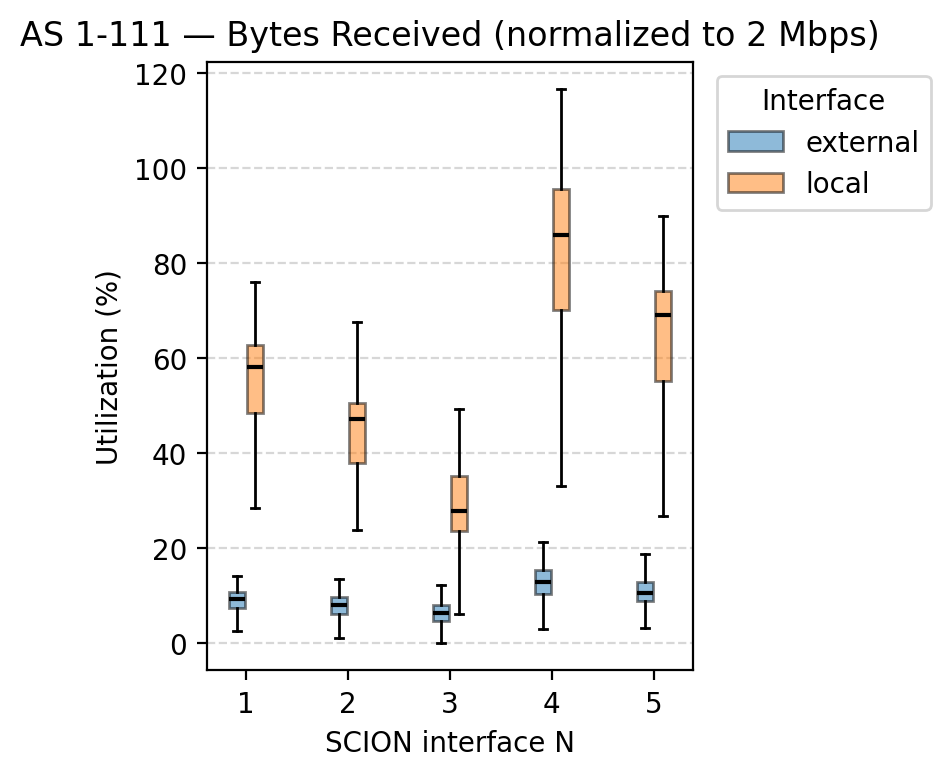 AS 1-111 — Bytes Received (normalized to 2 Mbps)
120
100
80
60
40
20
0
Utilization (%)
1 2 3 4 5
SCION interface N
Interface
external
local